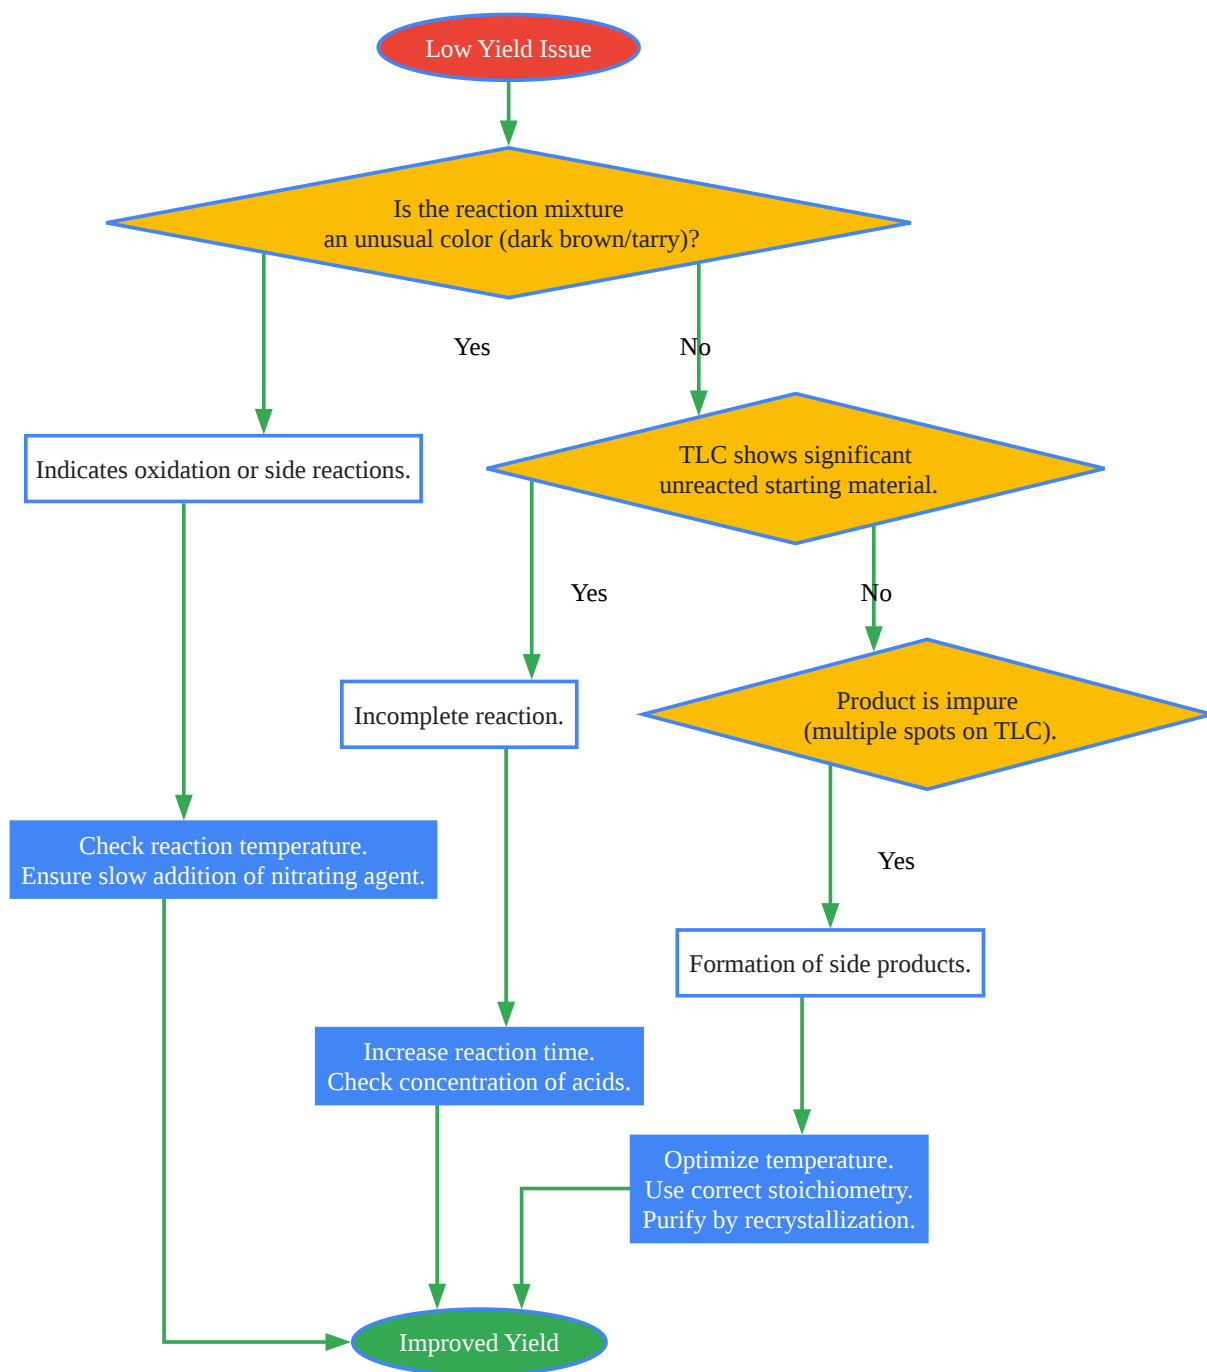 Low Yield Issue
Is the reaction mixture
an unusual color (dark brown/tarry)?
Yes
No
Indicates oxidation or side reactions.
TLC shows significant
unreacted starting material.
Yes
No
Incomplete reaction.
Product is impure
(multiple spots on TLC).
Check reaction temperature.
Ensure slow addition of nitrating agent.
Yes
Formation of side products.
Increase reaction time.
Check concentration of acids.
Optimize temperature.
Use correct stoichiometry.
Purify by recrystallization.
Improved Yield